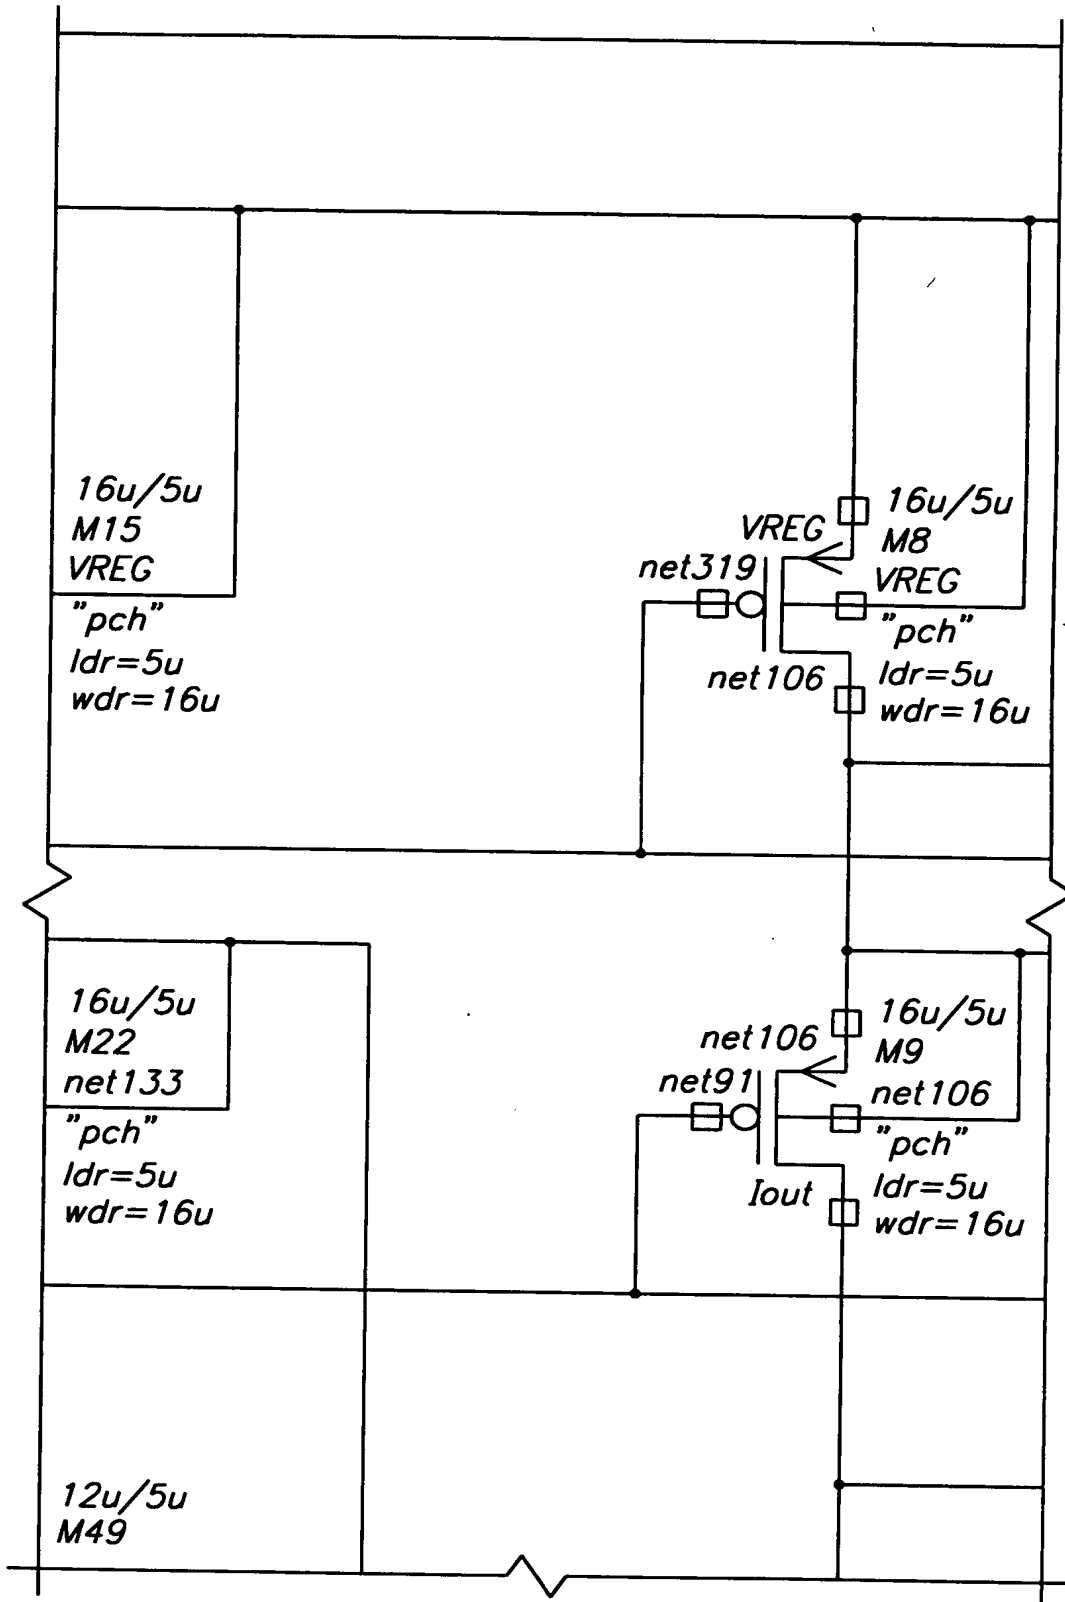 16u/5u
M15
VREG
"pch"
ldr=5u
wdr=16u
VREG
net319
net106
16u/5u
M8
VREG
"pch"
ldr=5u
wdr=16u
16u/5u
M22
net133
"pch"
ldr=5u
wdr=16u
net106
net91
Iout
16u/5u
M9
net106
"pch"
ldr=5u
wdr=16u
12u/5u
M49